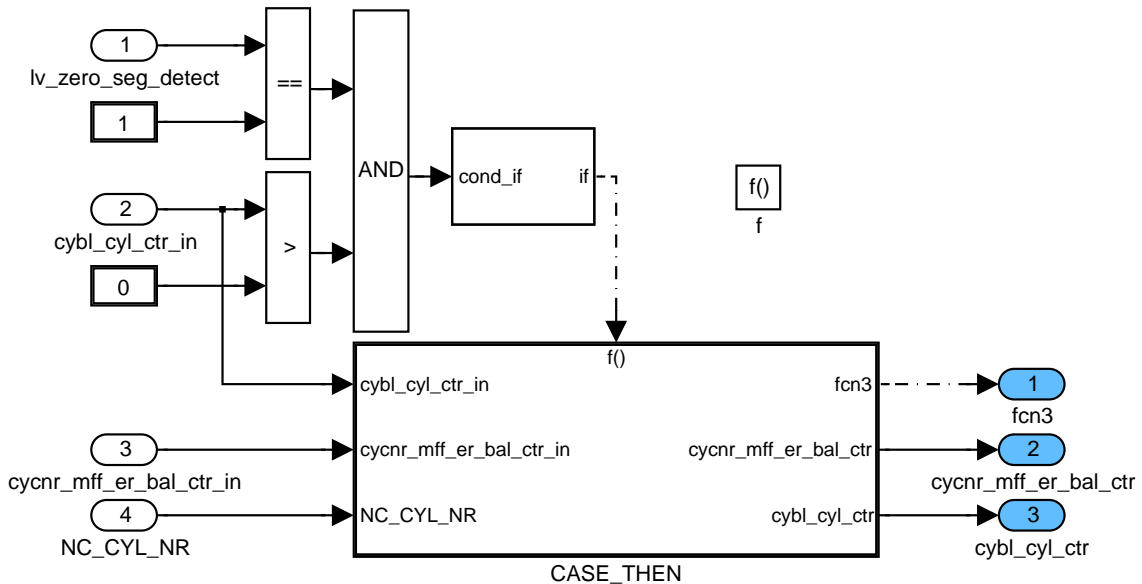 1
lv_zero_seg_detect
==
1
AND
cond_if
if
f()
f
2
cybl_cyl_ctr_in
>
0
f()
cybl_cyl_ctr_in
fcn3
1
fcn3
3
cycnr_mff_er_bal_ctr_in
cycnr_mff_er_bal_ctr_in
cycnr_mff_er_bal_ctr
2
cycnr_mff_er_bal_ctr
4
NC_CYL_NR
NC_CYL_NR
cybl_cyl_ctr
3
cybl_cyl_ctr
CASE_THEN